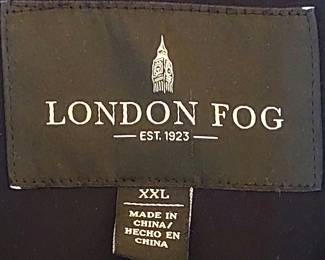 LONDON FOG
EST. 1923
XXL
MADE IN
CHINA/
HECHO EN
CHINA